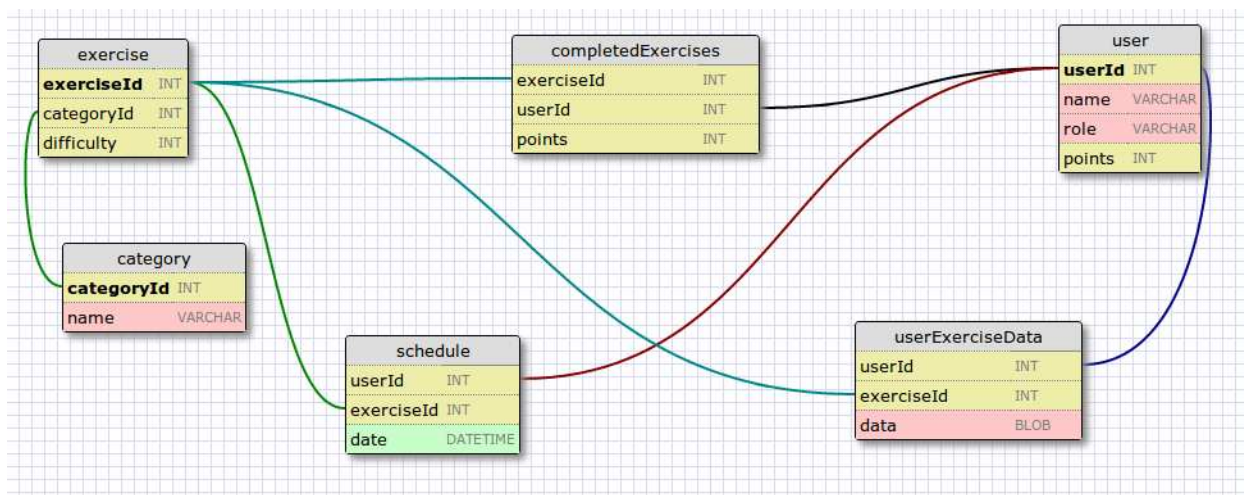 exercise
exerciseId INT
categoryId INT
difficulty INT
completedExercises
exerciseId INT
userId INT
points INT
user
userId INT
name VARCHAR
role VARCHAR
points INT
category
categoryId INT
name VARCHAR
schedule
userId INT
exerciseId INT
date DATETIME
userExerciseData
userId INT
exerciseId INT
data BLOB